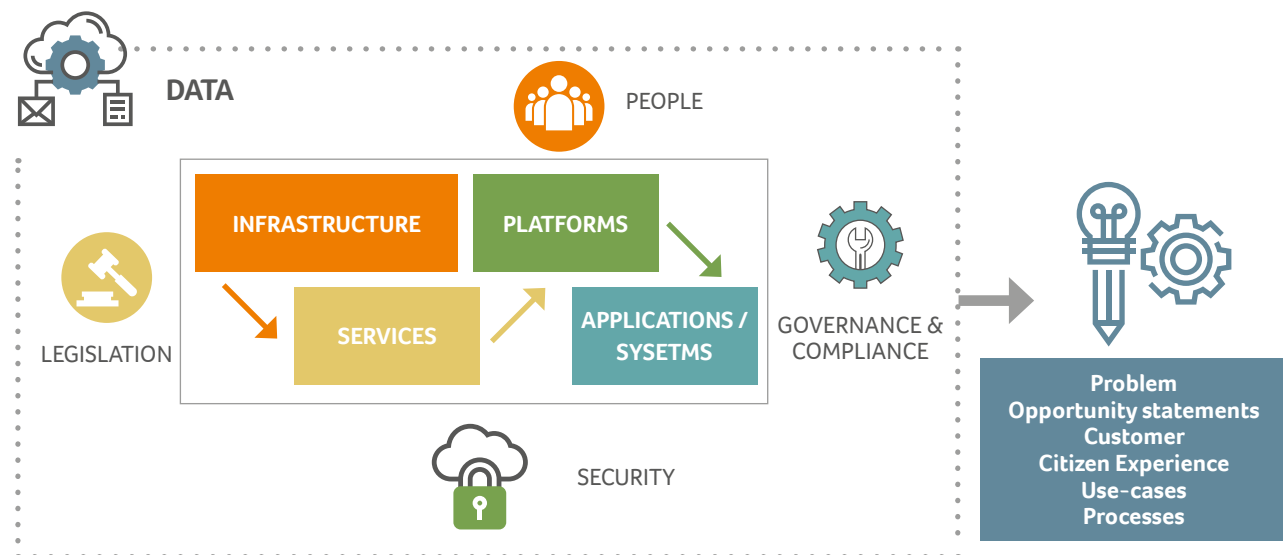 DATA
PEOPLE
INFRASTRUCTURE
PLATFORMS
SERVICES
APPLICATIONS /
SYSETMS
LEGISLATION
GOVERNANCE &
COMPLIANCE
SECURITY
Problem
Opportunity statements
Customer
Citizen Experience
Use-cases
Processes